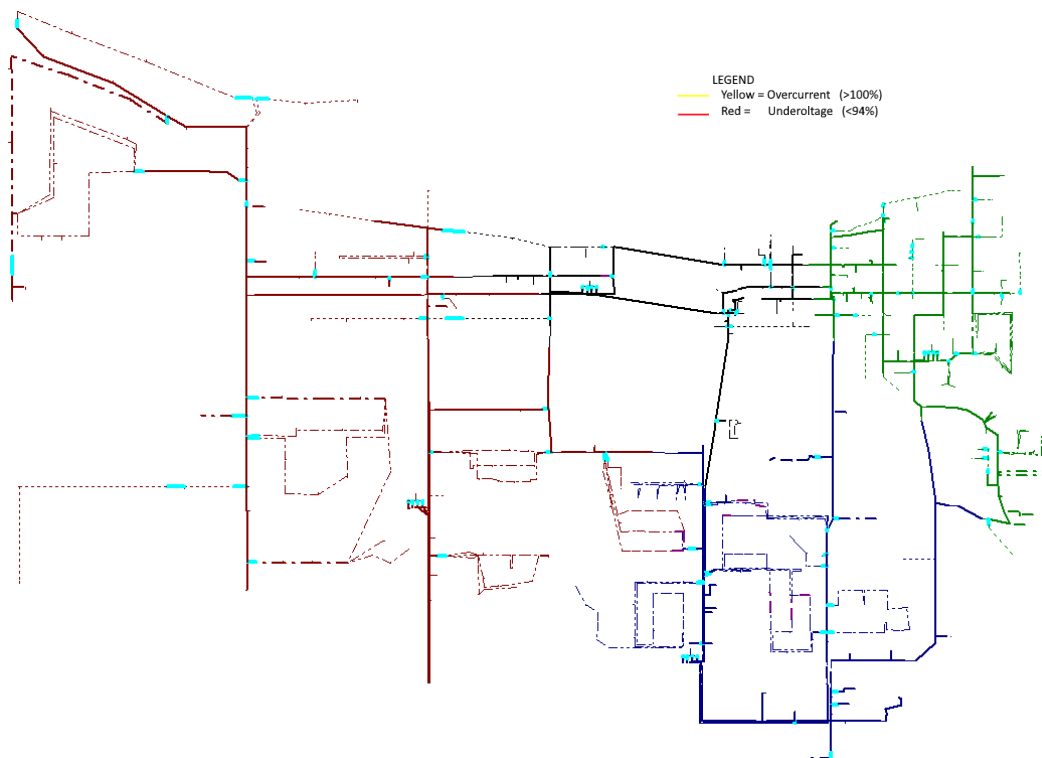 LEGEND
Yellow = Overcurrent (>100%)
Red = Underoltage (<94%)